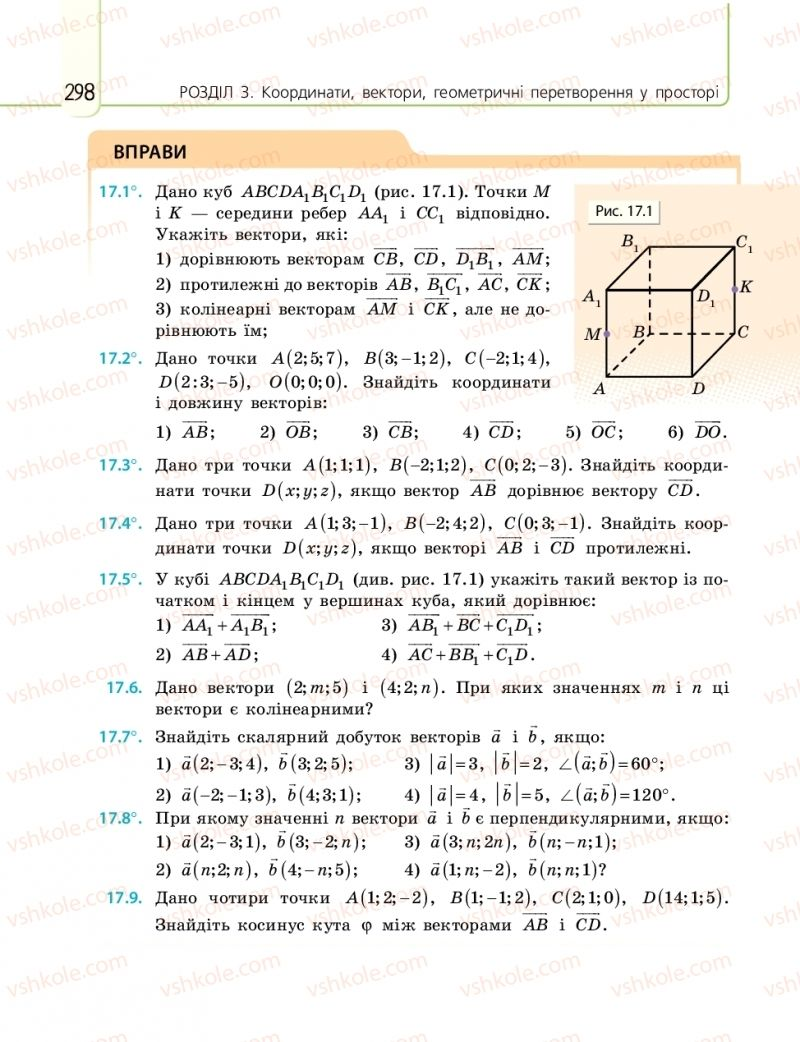 298
РОЗДІЛ 3. Координати, вектори, геометричні перетворення у просторі
ВПРАВИ
17.1°. Дано куб ABCDA₁B₁C₁D₁ (рис. 17.1). Точки M
і K — середини ребер AA₁ і CC₁ відповідно.
Укажіть вектори, які:
1) дорівнюють векторам CB, CD, D₁B₁, AM;
2) протилежні до векторів AB, B₁C₁, AC, CK;
3) колінеарні векторам AM і CK, але не до-
рівнюють їм;
Рис. 17.1
B₁ C₁
A₁ D₁ K
M B C
A D
17.2°. Дано точки A(2;5;7), B(3;−1;2), C(−2;1;4),
D(2:3;−5), O(0;0;0). Знайдіть координати
і довжину векторів:
1) AB; 2) OB; 3) CB; 4) CD; 5) OC; 6) DO.
17.3°. Дано три точки A(1;1;1), B(−2;1;2), C(0;2;−3). Знайдіть коорди-
нати точки D(x;y;z), якщо вектор AB дорівнює вектору CD.
17.4°. Дано три точки A(1;3;−1), B(−2;4;2), C(0;3;−1). Знайдіть коор-
динати точки D(x;y;z), якщо векторі AB і CD протилежні.
17.5°. У кубі ABCDA₁B₁C₁D₁ (див. рис. 17.1) укажіть такий вектор із по-
чатком і кінцем у вершинах куба, який дорівнює:
1) AA₁ + A₁B₁; 3) AB₁ + BC + C₁D₁;
2) AB + AD; 4) AC + BB₁ + C₁D.
17.6. Дано вектори (2;m;5) і (4;2;n). При яких значеннях m і n ці
вектори є колінеарними?
17.7°. Знайдіть скалярний добуток векторів a і b, якщо:
1) a(2;−3;4), b(3;2;5); 3) |a|=3, |b|=2, ∠(a;b)=60°;
2) a(−2;−1;3), b(4;3;1); 4) |a|=4, |b|=5, ∠(a;b)=120°.
17.8°. При якому значенні n вектори a і b є перпендикулярними, якщо:
1) a(2;−3;1), b(3;−2;n); 3) a(3;n;2n), b(n;−n;1);
2) a(n;2;n), b(4;−n;5); 4) a(1;n;−2), b(n;n;1)?
17.9. Дано чотири точки A(1;2;−2), B(1;−1;2), C(2;1;0), D(14;1;5).
Знайдіть косинус кута φ між векторами AB і CD.
vshkole.com